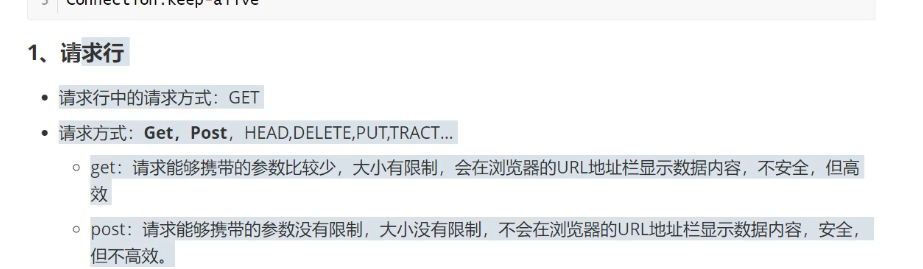 5 Connection:keep-alive
1、请求行
请求行中的请求方式：GET
请求方式：Get，Post，HEAD,DELETE,PUT,TRACT...
get：请求能够携带的参数比较少，大小有限制，会在浏览器的URL地址栏显示数据内容，不安全，但高
效
post：请求能够携带的参数没有限制，大小没有限制，不会在浏览器的URL地址栏显示数据内容，安全，
但不高效。